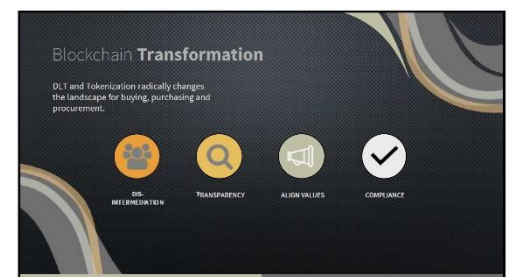 Blockchain Transformation
DLT and Tokenization radically changes
the landscape for buying, purchasing and
procurement.
DIS-
INTERMEDIATION
TRANSPARENCY
ALIGN VALUES
COMPLIANCE